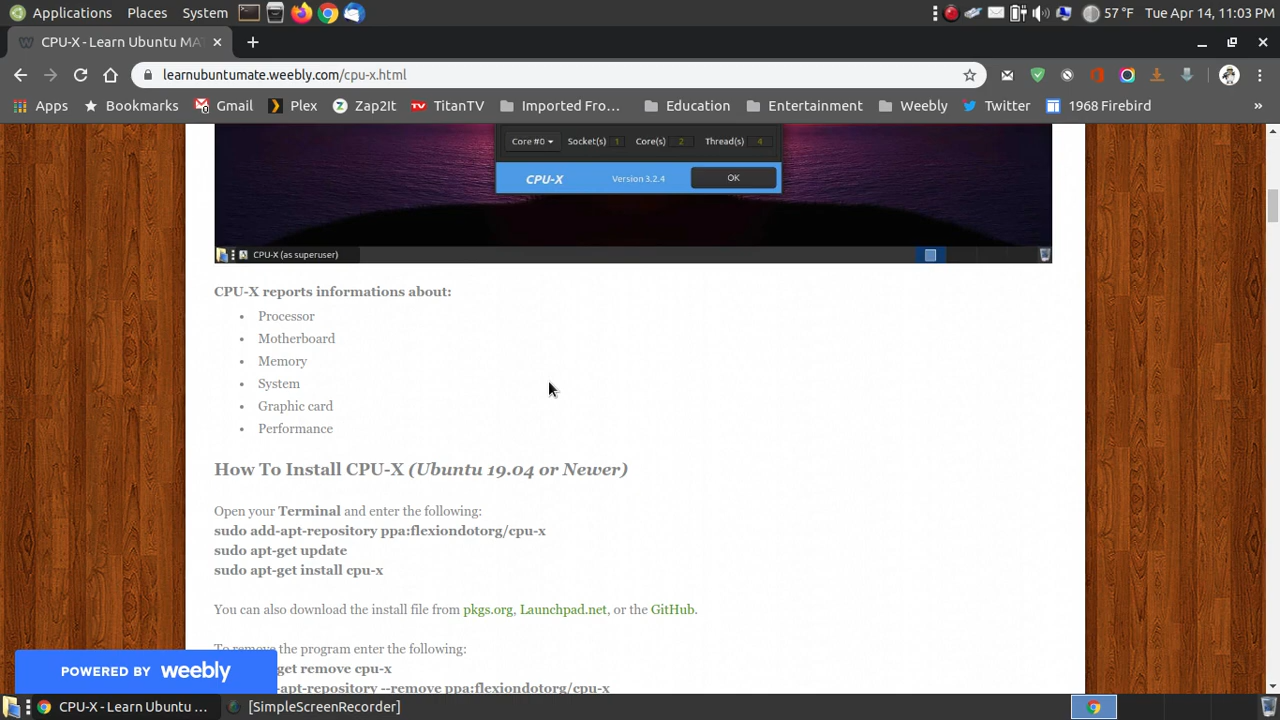 Applications Places System 57 °F Tue Apr 14, 11:03 PM
CPU-X - Learn Ubuntu MA
learnubuntumate.weebly.com/cpu-x.html
Apps Bookmarks Gmail Plex Zap2It TitanTV Imported Fro... Education Entertainment Weebly Twitter 1968 Firebird »
Core #0 Socket(s) 1 Core(s) 2 Thread(s) 4
CPU-X Version 3.2.4 OK
CPU-X (as superuser)
CPU-X reports informations about:
• Processor
• Motherboard
• Memory
• System
• Graphic card
• Performance
How To Install CPU-X (Ubuntu 19.04 or Newer)
Open your Terminal and enter the following:
sudo add-apt-repository ppa:flexiondotorg/cpu-x
sudo apt-get update
sudo apt-get install cpu-x
You can also download the install file from pkgs.org, Launchpad.net, or the GitHub.
To remove the program enter the following:
get remove cpu-x
-apt-repository --remove ppa:flexiondotorg/cpu-x
POWERED BY weebly
CPU-X - Learn Ubuntu ... [SimpleScreenRecorder]